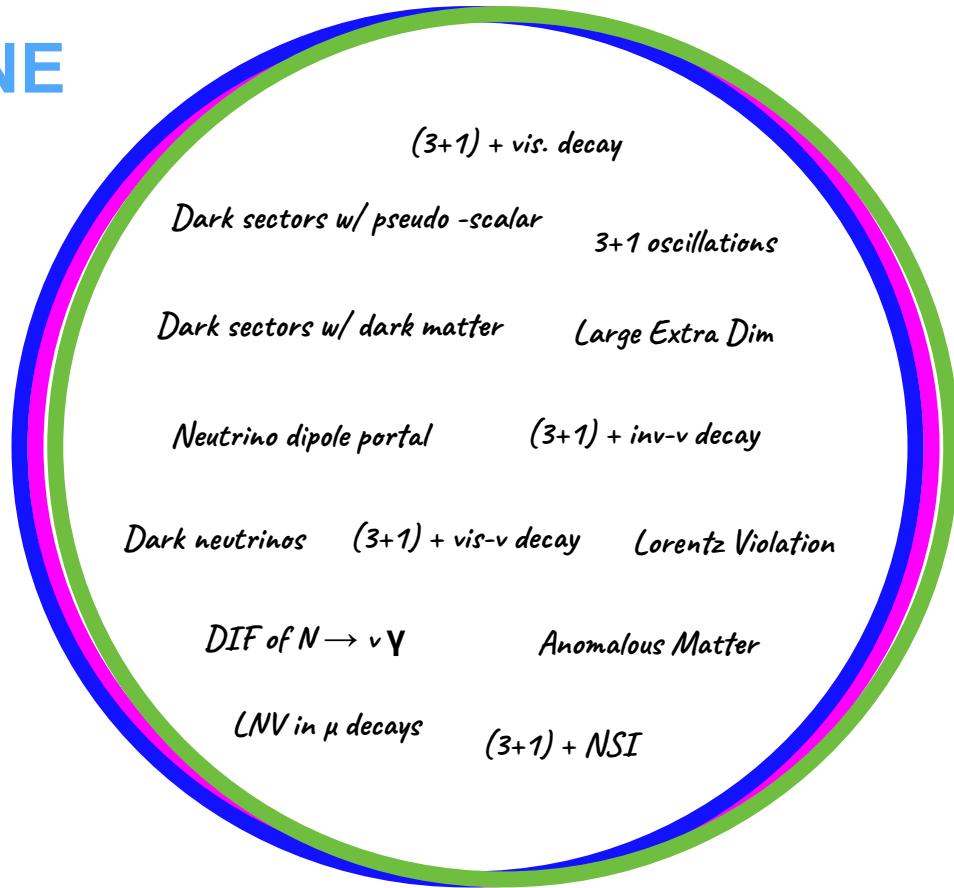 NE
(3+1) + vis. decay
Dark sectors w/ pseudo -scalar
3+1 oscillations
Dark sectors w/ dark matter
Large Extra Dim
Neutrino dipole portal
(3+1) + inv-ν decay
Dark neutrinos
(3+1) + vis-ν decay
Lorentz Violation
DIF of N → ν γ
Anomalous Matter
LNV in μ decays
(3+1) + NSI